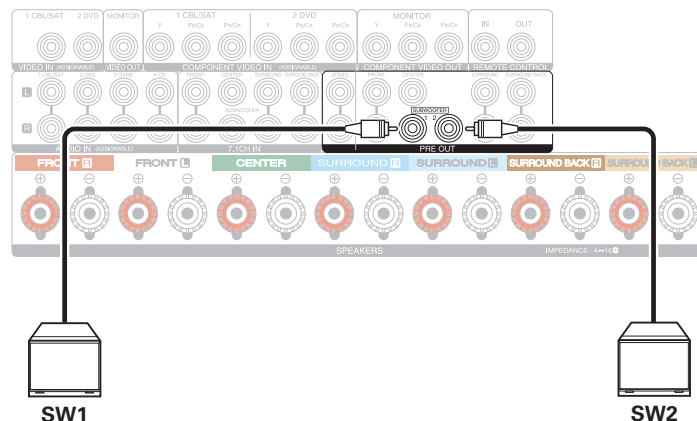 1 CBL/SAT 2 DVD MONITOR 1 CBL/SAT 2 DVD MONITOR IN OUT
Y PB/CB PR/CR Y PB/CB PR/CR Y PB/CB PR/CR
VIDEO IN (ASSIGNABLE) VIDEO OUT COMPONENT VIDEO IN (ASSIGNABLE) COMPONENT VIDEO OUT REMOTE CONTROL
1 CBL/SAT 2 DVD 3 GAME 4 CD FRONT CENTER SURROUND SURROUND BACK ZONE2 FRONT CENTER SURROUND SURROUND BACK
L
SUBWOOFER SUBWOOFER
R 1 2
AUDIO IN (ASSIGNABLE) 7.1CH IN PRE OUT
FRONT R FRONT L CENTER SURROUND R SURROUND L SURROUND BACK R SURROUND BACK L
SPEAKERS IMPEDANCE : 4~16Ω
SW1 SW2